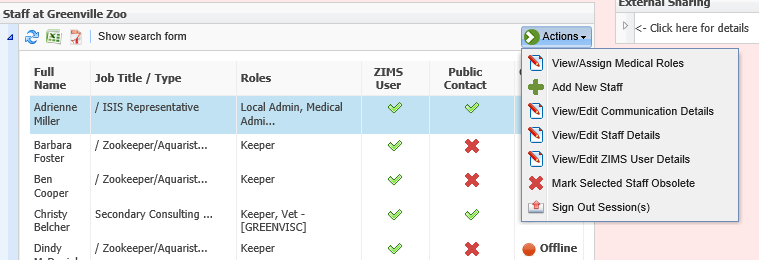 Staff at Greenville Zoo
External Sharing
Show search form
Actions
<- Click here for details
Full Name
Job Title / Type
Roles
ZIMS User
Public Contact
Adrienne Miller
/ ISIS Representative
Local Admin, Medical Admi...
Barbara Foster
/ Zookeeper/Aquarist...
Keeper
Ben Cooper
/ Zookeeper/Aquarist...
Keeper
Christy Belcher
Secondary Consulting ...
Keeper, Vet - [GREENVISC]
Dindy
/ Zookeeper/Aquarist...
Keeper
Offline
View/Assign Medical Roles
Add New Staff
View/Edit Communication Details
View/Edit Staff Details
View/Edit ZIMS User Details
Mark Selected Staff Obsolete
Sign Out Session(s)